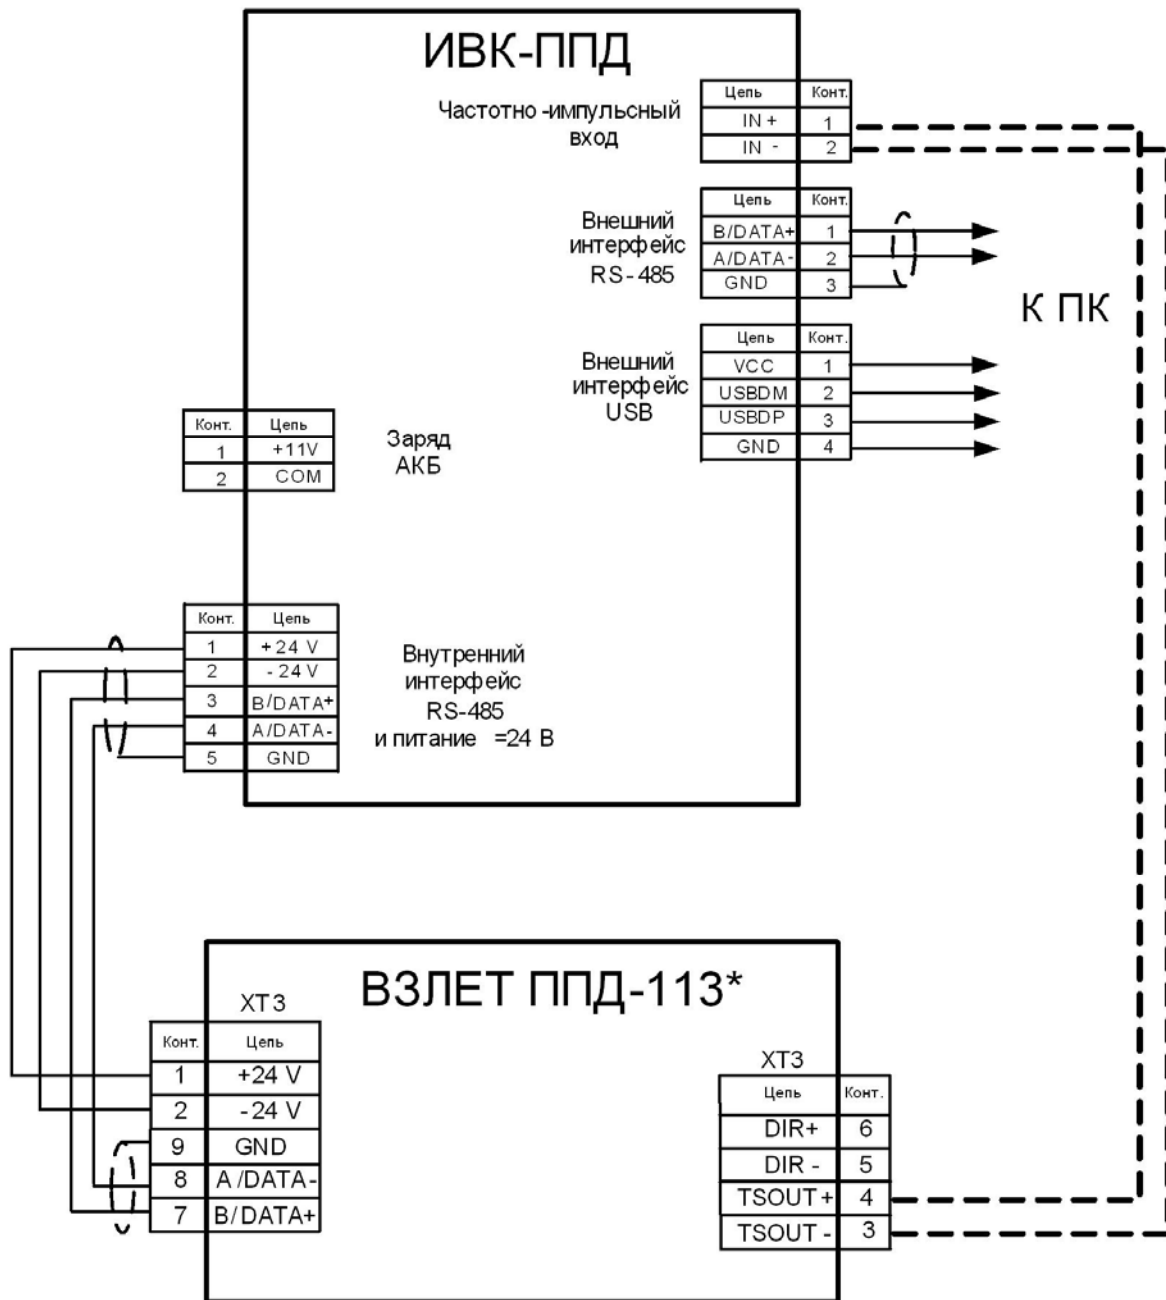 ИВК-ППД
Частотно-импульсный
вход
Цепь Конт.
IN + 1
IN - 2
Внешний
интерфейс
RS-485
Цепь Конт.
B/DATA+ 1
A/DATA- 2
GND 3
К ПК
Внешний
интерфейс
USB
Цепь Конт.
VCC 1
USBDM 2
USBDP 3
GND 4
Конт. Цепь
1 +11V
2 COM
Заряд
АКБ
Конт. Цепь
1 +24 V
2 -24 V
3 B/DATA+
4 A/DATA-
5 GND
Внутренний
интерфейс
RS-485
и питание =24 В
ВЗЛЕТ ППД-113*
XT3
Конт. Цепь
1 +24 V
2 -24 V
9 GND
8 A/DATA-
7 B/DATA+
XT3
Цепь Конт.
DIR+ 6
DIR - 5
TSOUT+ 4
TSOUT - 3